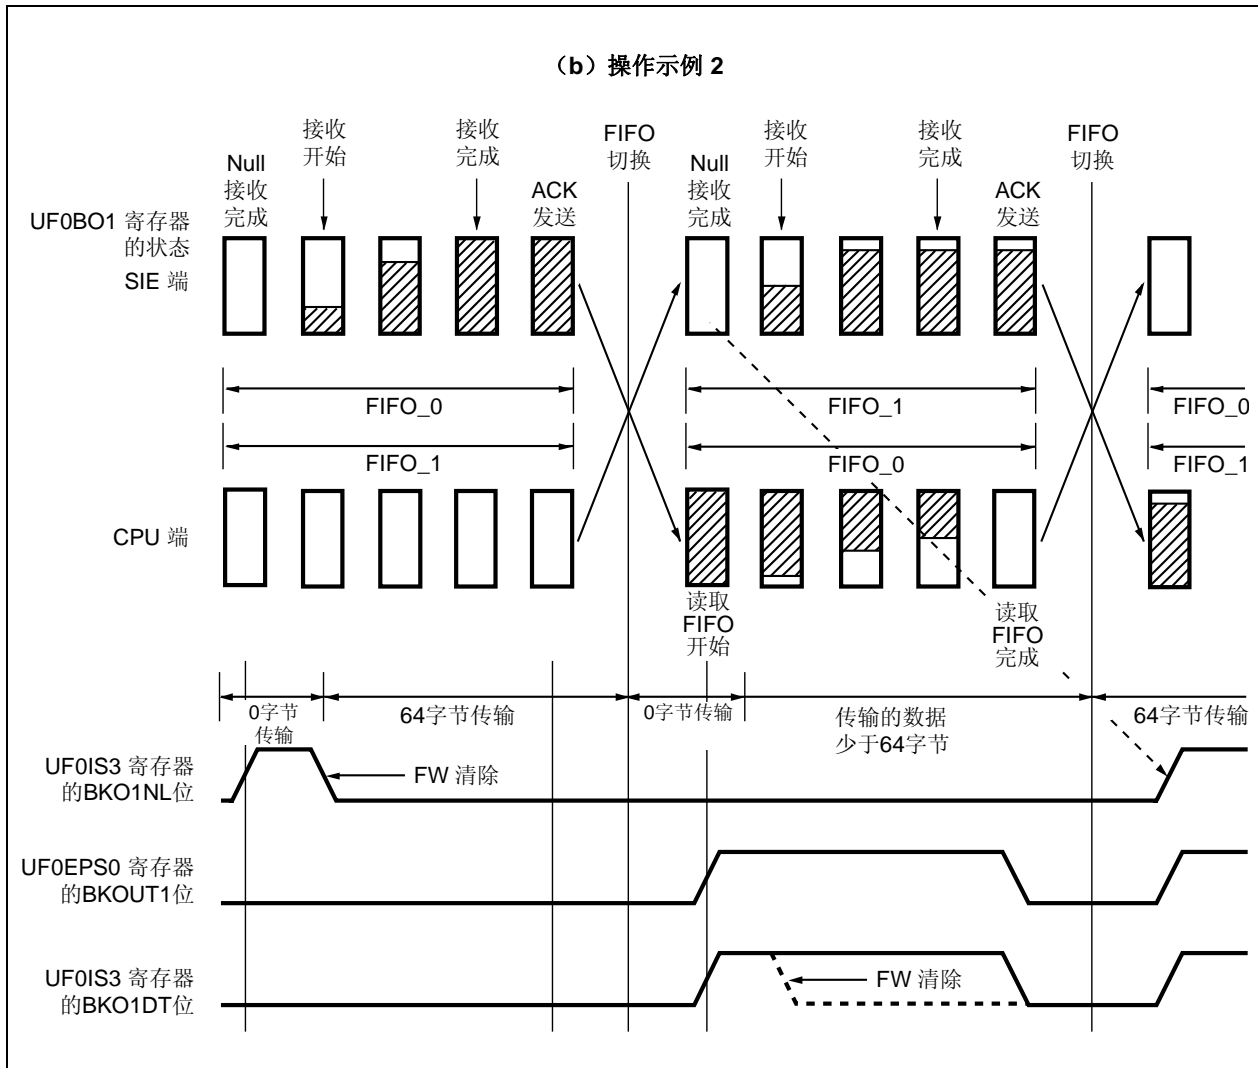 （b）操作示例 2
接收
开始
接收
完成
FIFO
切换
接收
开始
接收
完成
FIFO
切换
Null
接收
完成
ACK
发送
Null
接收
完成
ACK
发送
UF0BO1 寄存器
的状态
SIE 端
FIFO_0
FIFO_1
FIFO_0
FIFO_1
FIFO_0
FIFO_1
CPU 端
读取
FIFO
开始
读取
FIFO
完成
0字节
传输
64字节传输
0字节传输
传输的数据
少于64字节
64字节传输
UF0IS3 寄存器
的BKO1NL位
FW 清除
UF0EPS0 寄存器
的BKOUT1位
UF0IS3 寄存器
的BKO1DT位
FW 清除